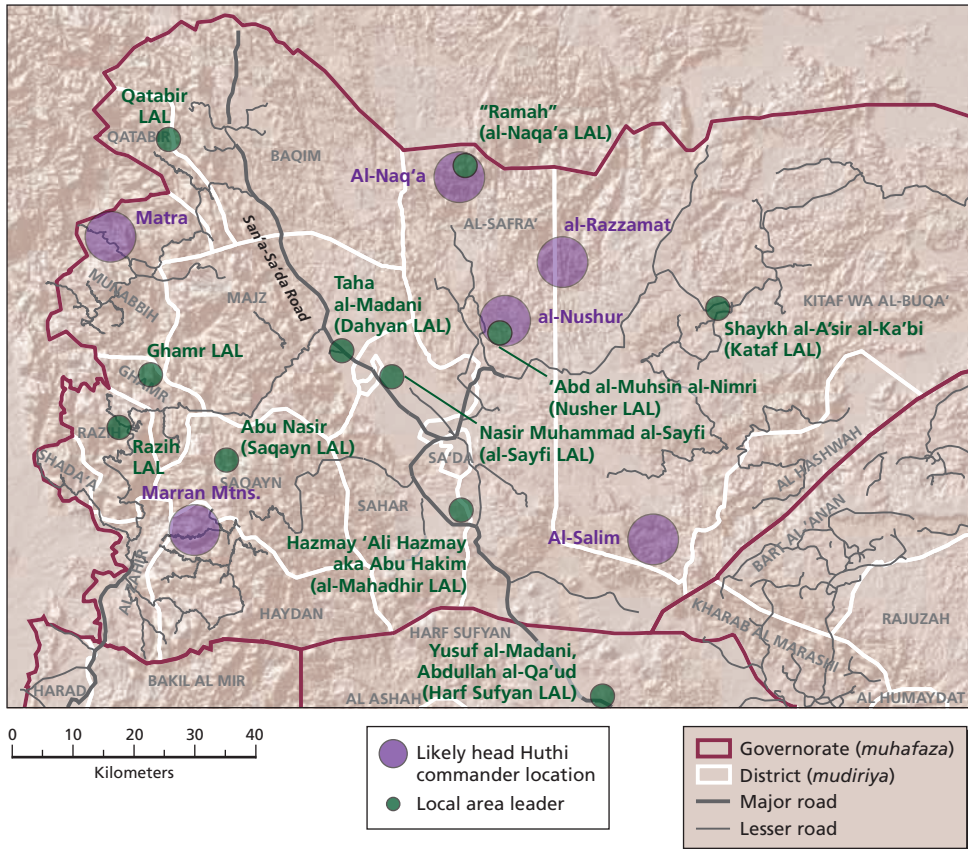 Qatabir
LAL
QATABIR
BAQIM
"Ramah"
(al-Naqa'a LAL)
Al-Naq'a
AL-SAFRA'
al-Razzamat
Matra
San'a-Sa'da Road
MUNABBIH
MAJZ
Taha
al-Madani
(Dahyan LAL)
al-Nushur
KITAF WA AL-BUQA'
Shaykh al-A'sir al-Ka'bi
(Kataf LAL)
Ghamr LAL
GHAMIR
'Abd al-Muhsin al-Nimri
(Nusher LAL)
Abu Nasir
(Saqayn LAL)
Nasir Muhammad al-Sayfi
(al-Sayfi LAL)
RAZIH
Razih
LAL
SHADA'A
SAQAYN
SA'DA
AL HASHWAH
Marran Mtns.
SAHAR
Al-Salim
BART AL 'ANAN
Hazmay 'Ali Hazmay
aka Abu Hakim
(al-Mahadhir LAL)
AL ZAHIR
HAYDAN
KHARAB AL MARASHI
RAJUZAH
HARF SUFYAN
Yusuf al-Madani,
Abdullah al-Qa'ud
(Harf Sufyan LAL)
HARAD
BAKIL AL MIR
AL ASHAH
AL HUMAYDAT
0 10 20 30 40
Kilometers
Likely head Huthi
commander location
Local area leader
Governorate (muhafaza)
District (mudiriya)
Major road
Lesser road